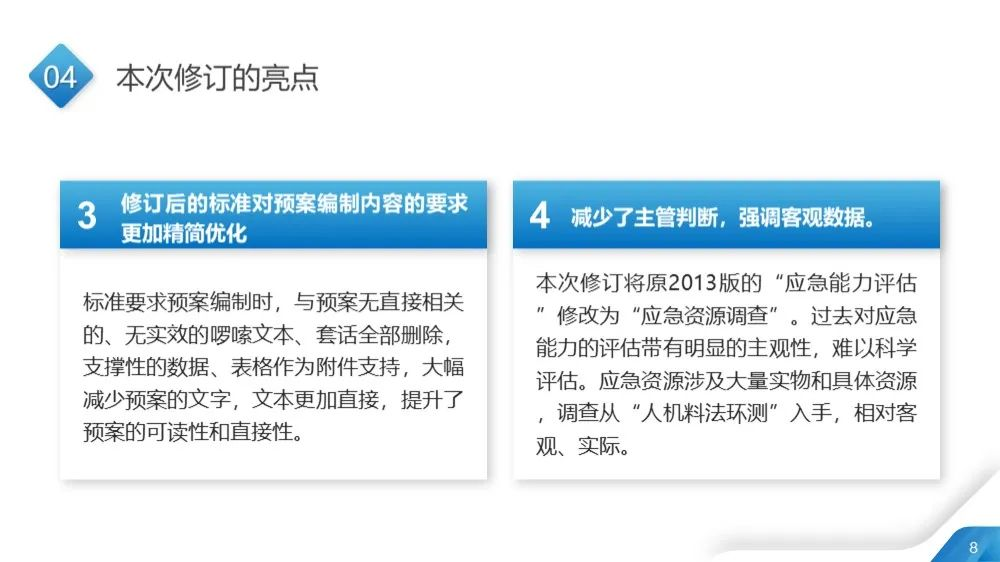 04
本次修订的亮点
3
修订后的标准对预案编制内容的要求
更加精简优化
标准要求预案编制时，与预案无直接相关
的、无实效的啰嗦文本、套话全部删除，
支撑性的数据、表格作为附件支持，大幅
减少预案的文字，文本更加直接，提升了
预案的可读性和直接性。
4
减少了主管判断，强调客观数据。
本次修订将原2013版的“应急能力评估
”修改为“应急资源调查”。过去对应急
能力的评估带有明显的主观性，难以科学
评估。应急资源涉及大量实物和具体资源
，调查从“人机料法环测”入手，相对客
观、实际。
8